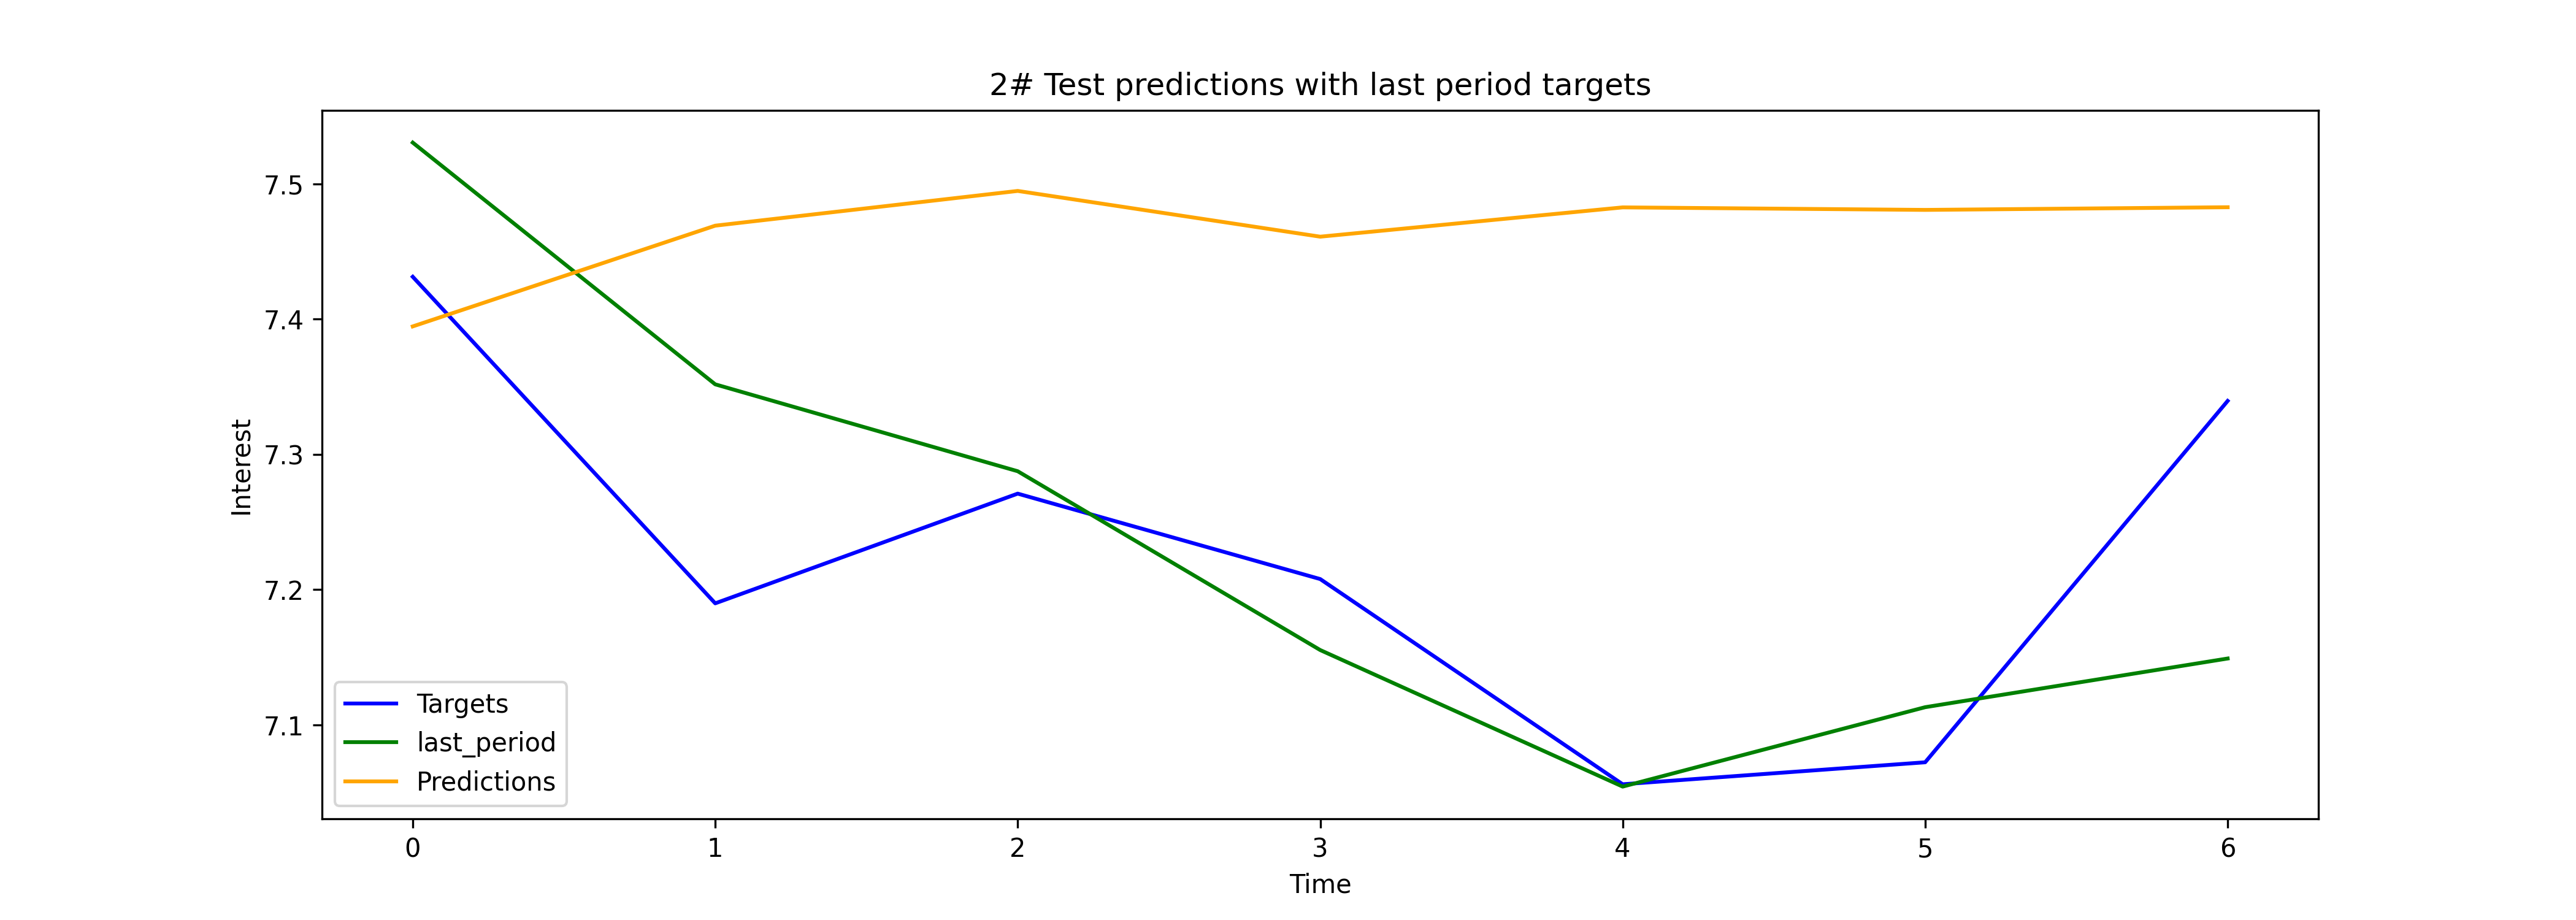 2# Test predictions with last period targets
Interest
7.5
7.4
7.3
7.2
7.1
Targets
last_period
Predictions
0 1 2 3 4 5 6
Time